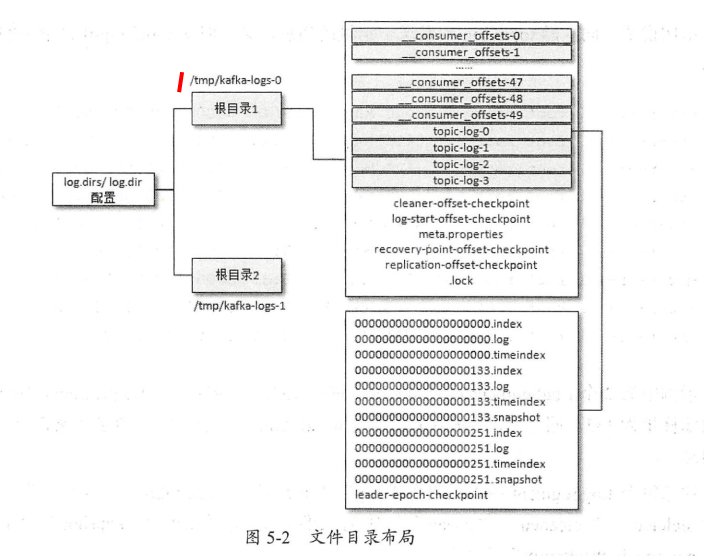 /tmp/kafka-logs-0
根目录1
log.dirs/ log.dir
配置
根目录2
/tmp/kafka-logs-1
__consumer_offsets-0
__consumer_offsets-1
......
__consumer_offsets-47
__consumer_offsets-48
__consumer_offsets-49
topic-log-0
topic-log-1
topic-log-2
topic-log-3
cleaner-offset-checkpoint
log-start-offset-checkpoint
meta.properties
recovery-point-offset-checkpoint
replication-offset-checkpoint
.lock
00000000000000000000.index
00000000000000000000.log
00000000000000000000.timeindex
00000000000000000133.index
00000000000000000133.log
00000000000000000133.timeindex
00000000000000000133.snapshot
00000000000000000251.index
00000000000000000251.log
00000000000000000251.timeindex
00000000000000000251.snapshot
leader-epoch-checkpoint
图 5-2 文件目录布局